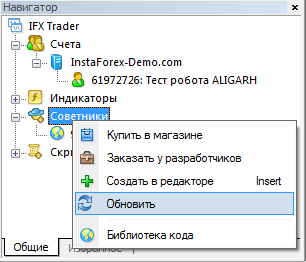 Навигатор
IFX Trader
Счета
InstaForex-Demo.com
61972726: Тест робота ALIGARH
Индикаторы
Советники
Скр
Купить в магазине
Заказать у разработчиков
Создать в редакторе Insert
Обновить
Библиотека кода
Общие Избранное